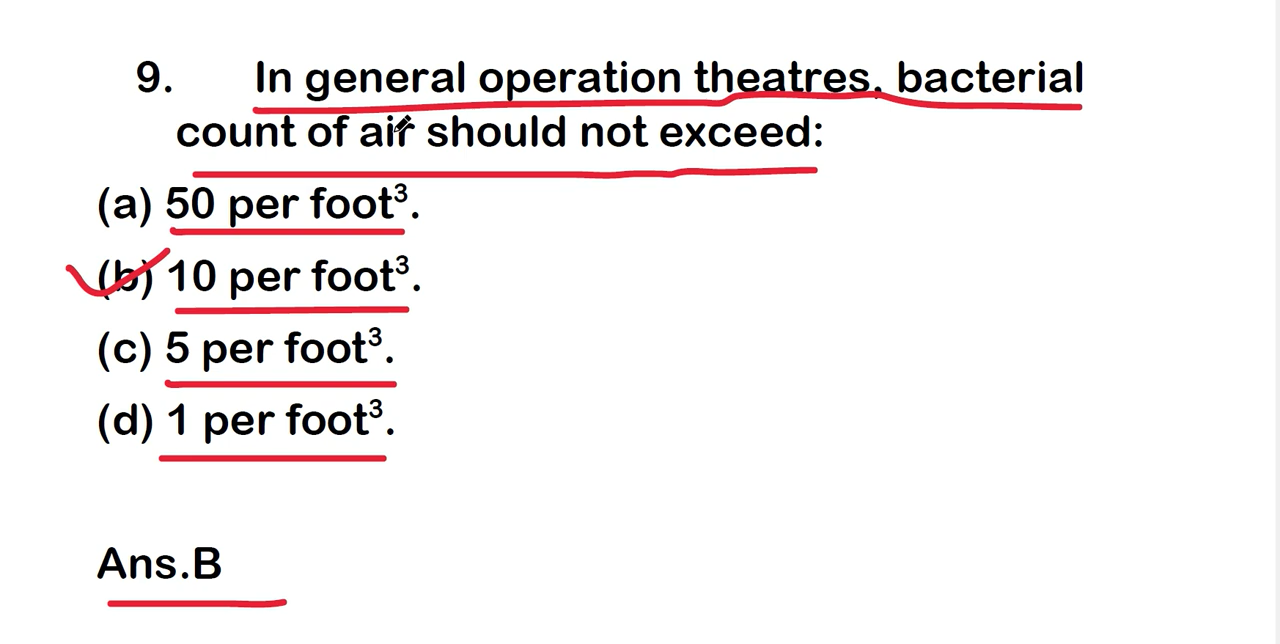 9. In general operation theatres, bacterial
count of air should not exceed:
(a) 50 per foot³.
(b) 10 per foot³.
(c) 5 per foot³.
(d) 1 per foot³.
Ans.B